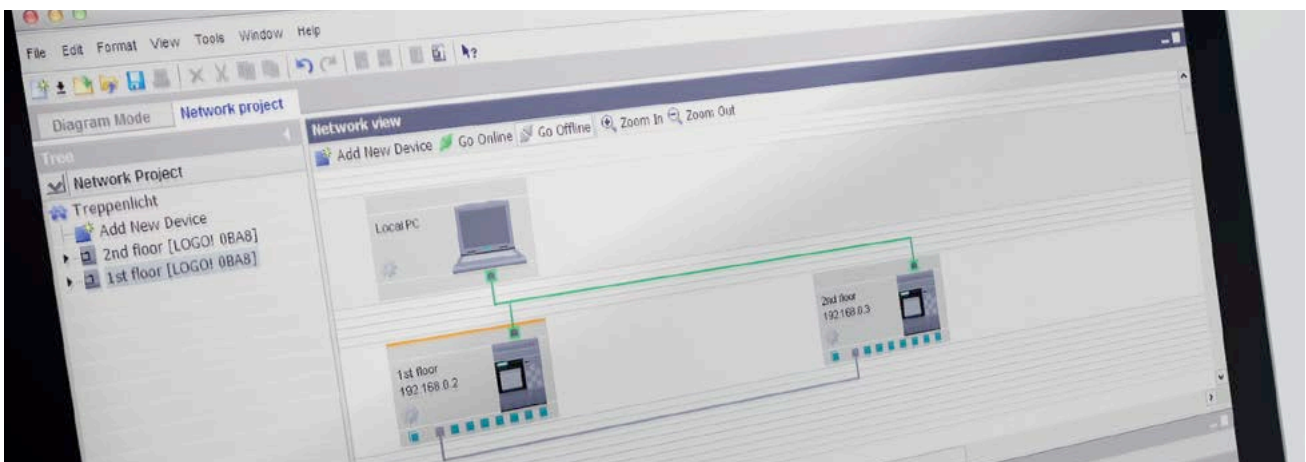 File Edit Format View Tools Window Help
Diagram Mode Network project
Tree
Network Project
Treppenlicht
Add New Device
2nd floor [LOGO! 0BA8]
1st floor [LOGO! 0BA8]
Network view
Add New Device Go Online Go Offline Zoom In Zoom Out
Local PC
1st floor
192.168.0.2
2nd floor
192.168.0.3